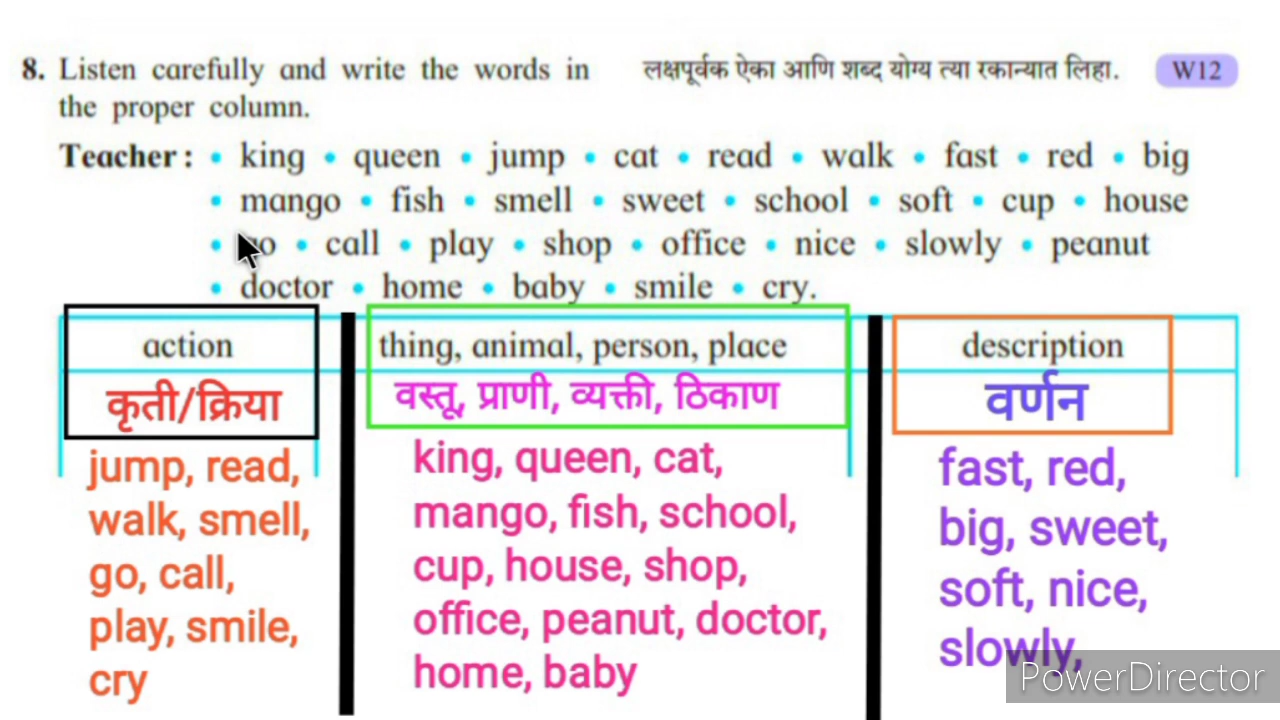 8. Listen carefully and write the words in लक्षपूर्वक ऐका आणि शब्द योग्य त्या रकान्यात लिहा. W12
the proper column.
Teacher : • king • queen • jump • cat • read • walk • fast • red • big
• mango • fish • smell • sweet • school • soft • cup • house
• go • call • play • shop • office • nice • slowly • peanut
• doctor • home • baby • smile • cry.
action
कृती/क्रिया
jump, read,
walk, smell,
go, call,
play, smile,
cry
thing, animal, person, place
वस्तू, प्राणी, व्यक्ती, ठिकाण
king, queen, cat,
mango, fish, school,
cup, house, shop,
office, peanut, doctor,
home, baby
description
वर्णन
fast, red,
big, sweet,
soft, nice,
slowly,
PowerDirector